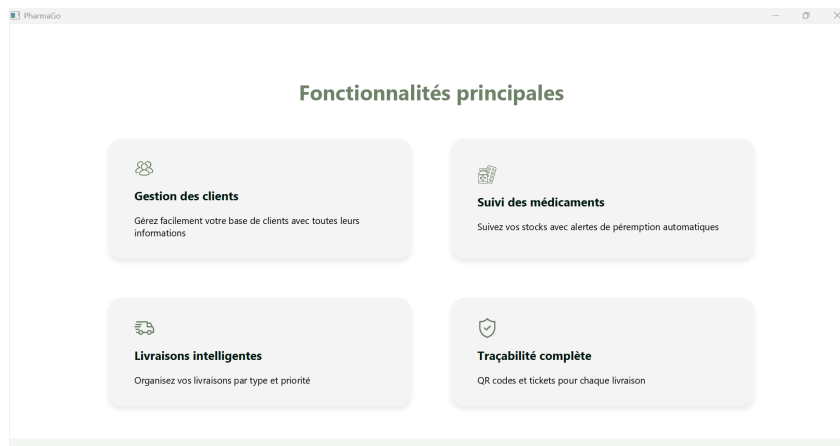 PharmaGo
Fonctionnalités principales
Gestion des clients
Gérez facilement votre base de clients avec toutes leurs
informations
Suivi des médicaments
Suivez vos stocks avec alertes de péremption automatiques
Livraisons intelligentes
Organisez vos livraisons par type et priorité
Traçabilité complète
QR codes et tickets pour chaque livraison